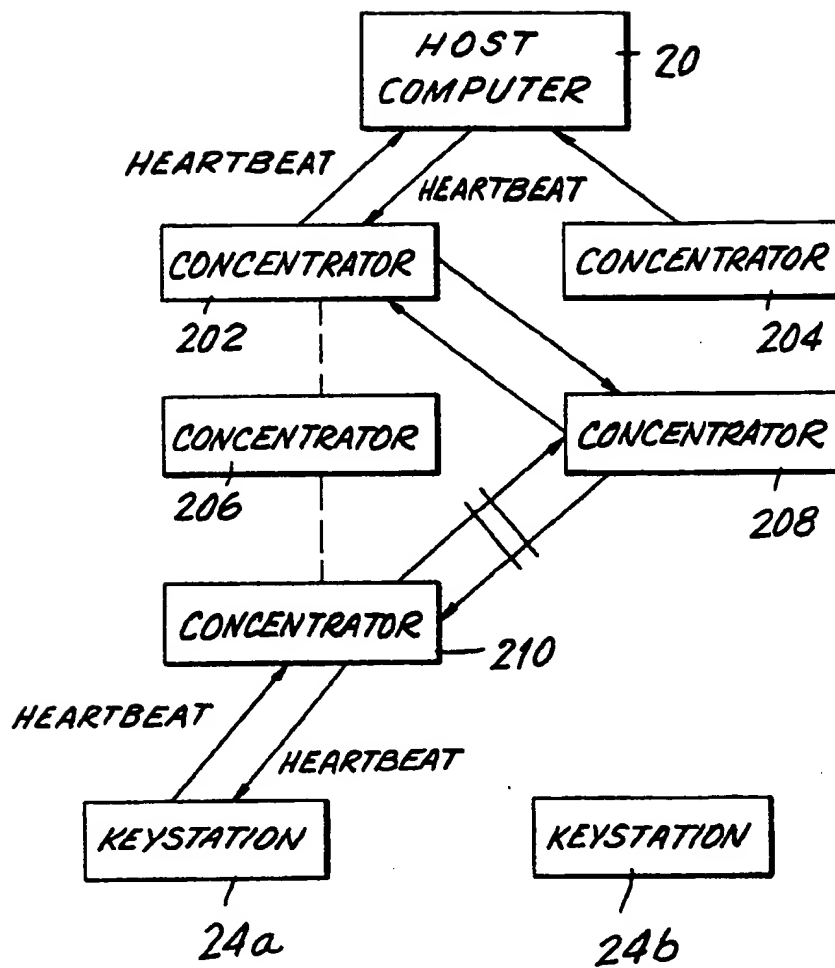 HOST
COMPUTER
20
HEARTBEAT
HEARTBEAT
CONCENTRATOR
CONCENTRATOR
202
204
CONCENTRATOR
CONCENTRATOR
206
208
CONCENTRATOR
210
HEARTBEAT
HEARTBEAT
KEYSTATION
KEYSTATION
24a
24b